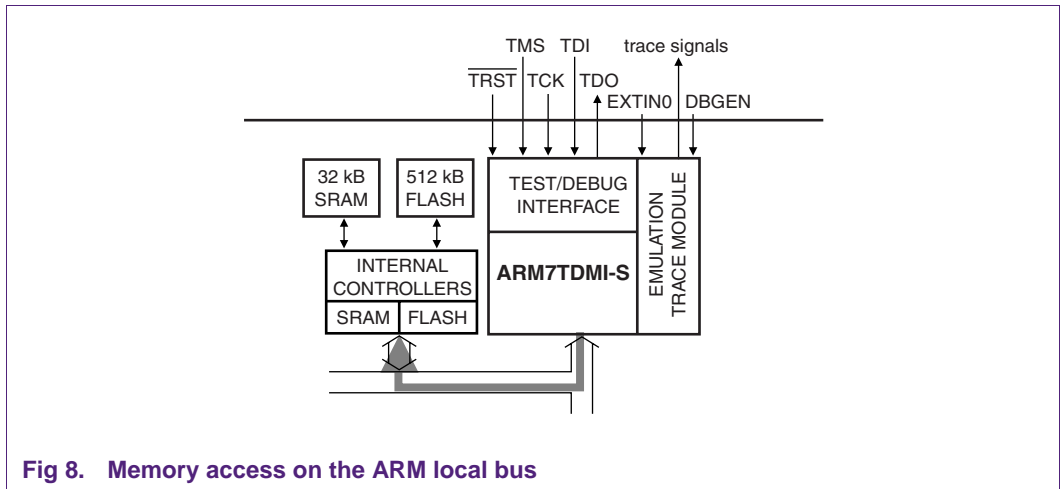 TMS TDI trace signals
TRST TCK TDO
EXTIN0 DBGEN
32 kB
SRAM
512 kB
FLASH
TEST/DEBUG
INTERFACE
EMULATION
TRACE MODULE
INTERNAL
CONTROLLERS
SRAM FLASH
ARM7TDMI-S
Fig 8. Memory access on the ARM local bus